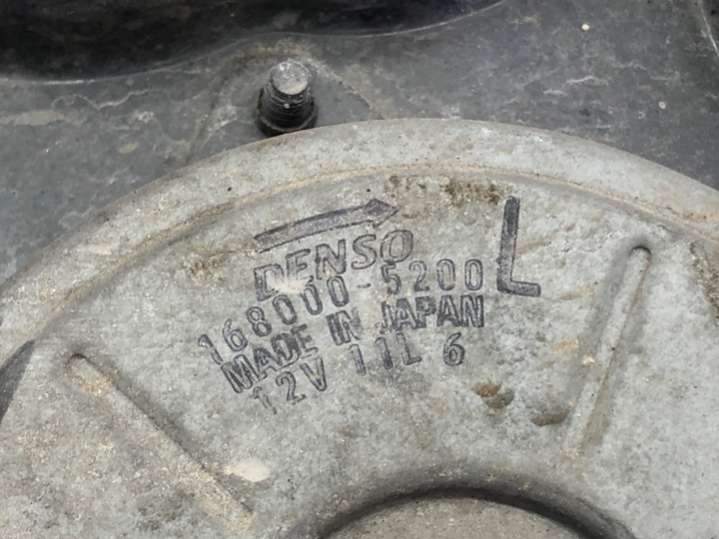 DENSO
L
168000-5200
MADE IN JAPAN
12V 11L 6